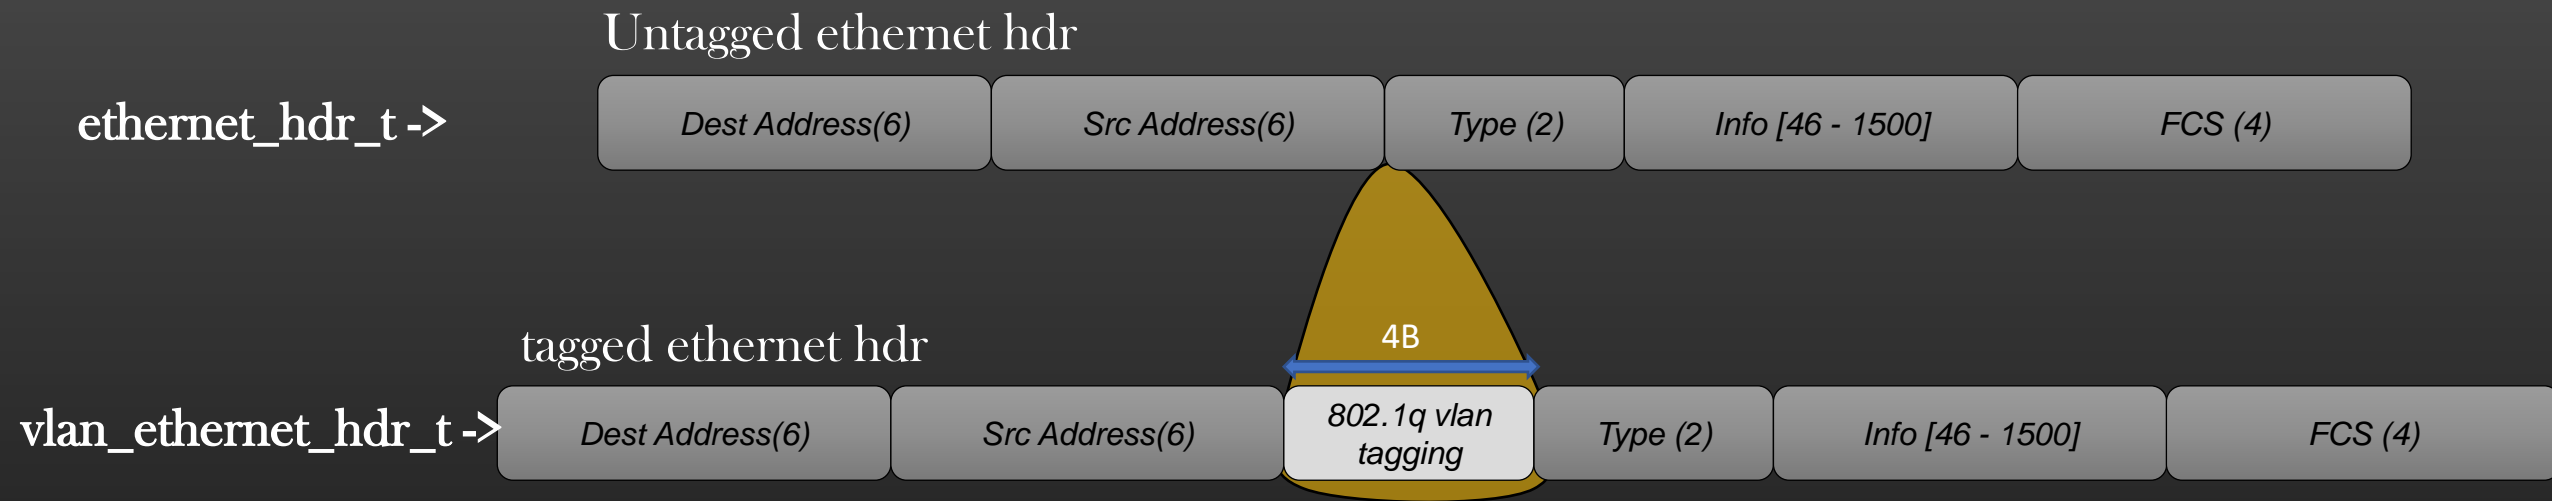 Untagged ethernet hdr
ethernet_hdr_t ->
Dest Address(6)
Src Address(6)
Type (2)
Info [46 - 1500]
FCS (4)
4B
tagged ethernet hdr
vlan_ethernet_hdr_t ->
Dest Address(6)
Src Address(6)
802.1q vlan
tagging
Type (2)
Info [46 - 1500]
FCS (4)